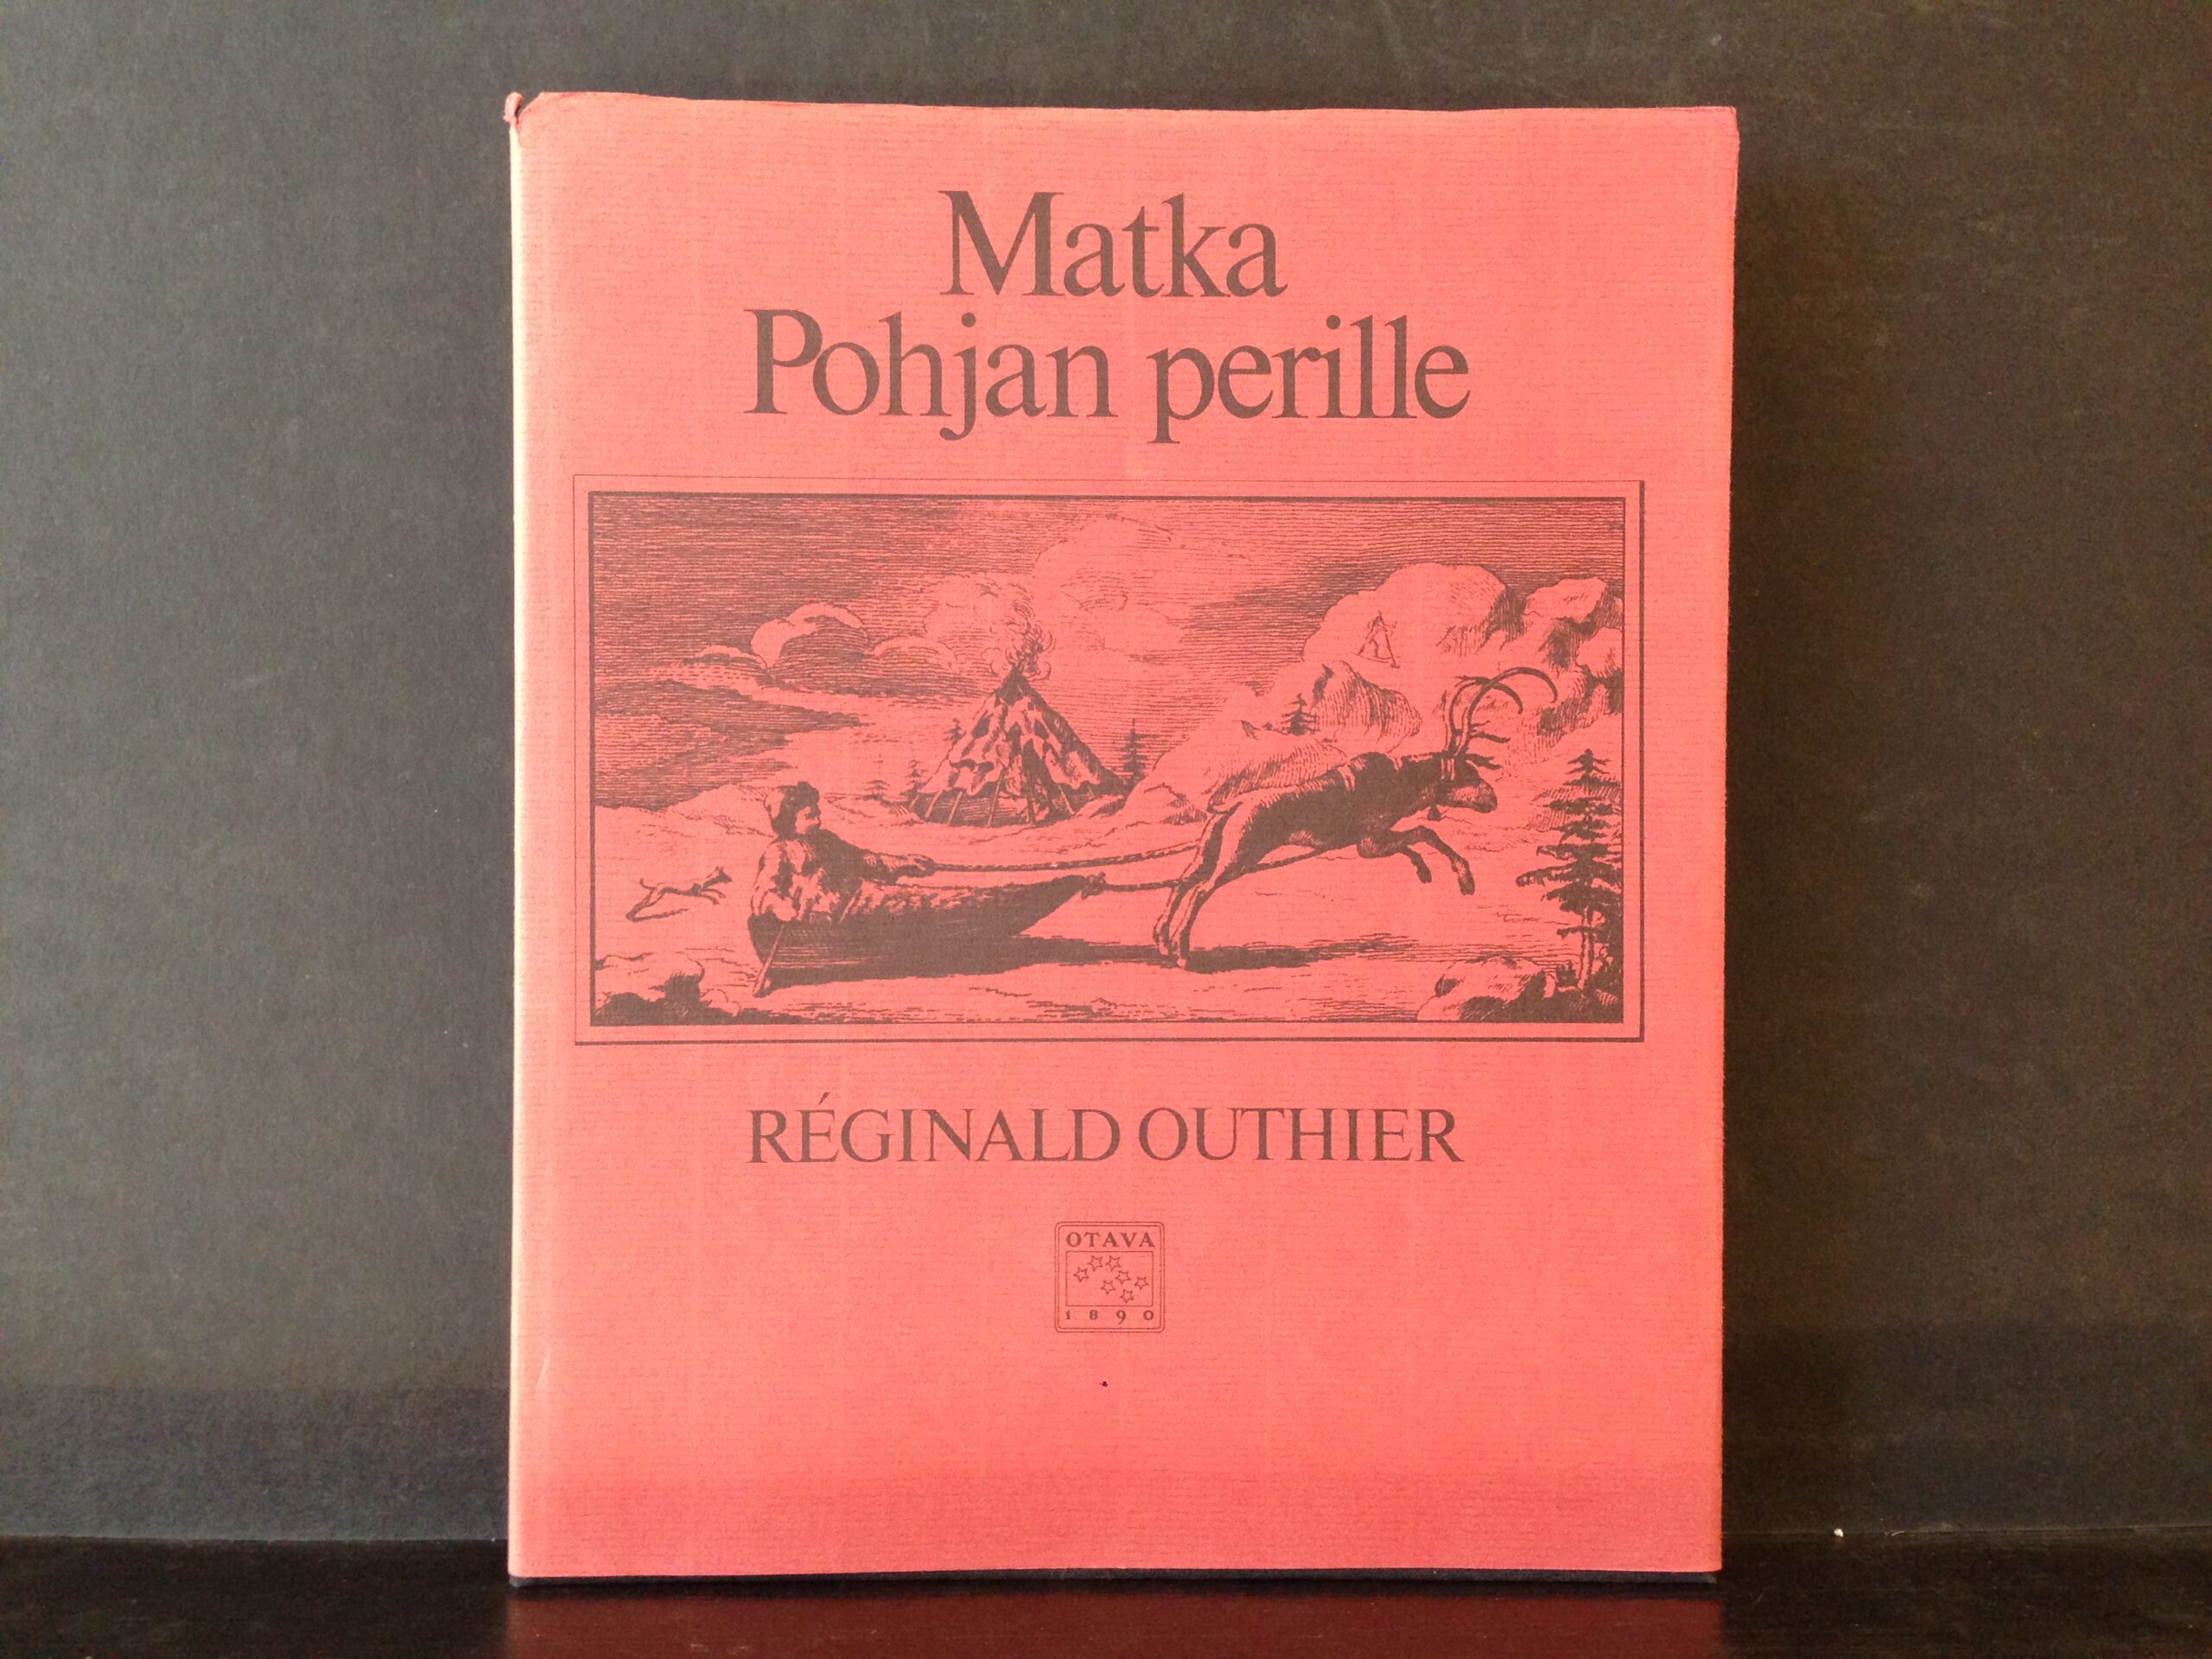 Matka
Pohjan perille
RÉGINALD OUTHIER
OTAVA
1890